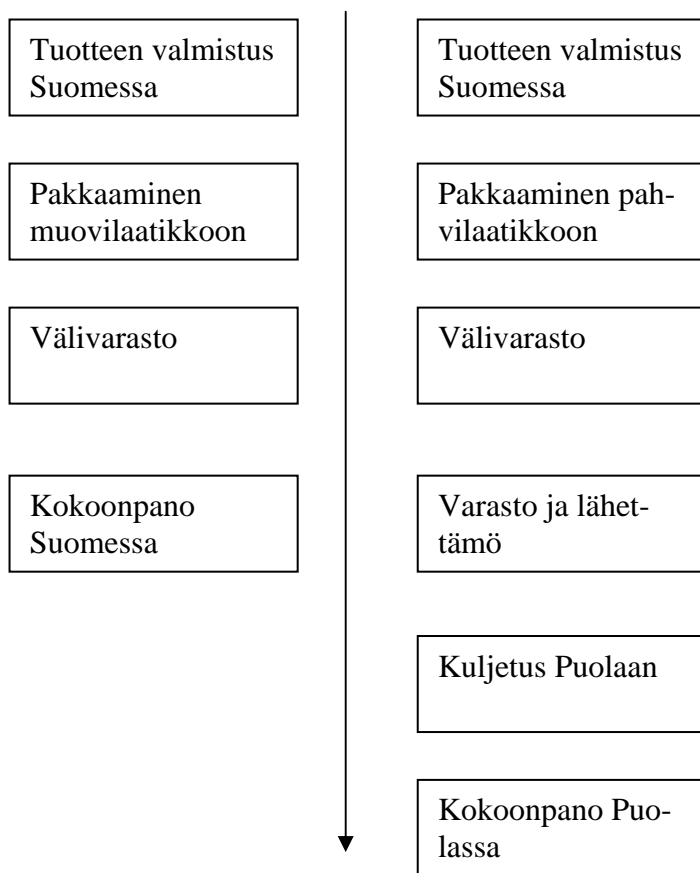 Tuotteen valmistus
Suomessa
Pakkaaminen
muovilaatikkoon
Välivarasto
Kokoonpano
Suomessa
Tuotteen valmistus
Suomessa
Pakkaaminen pah-
vilaatikkoon
Välivarasto
Varasto ja lähet-
tämö
Kuljetus Puolaan
Kokoonpano Puo-
lassa